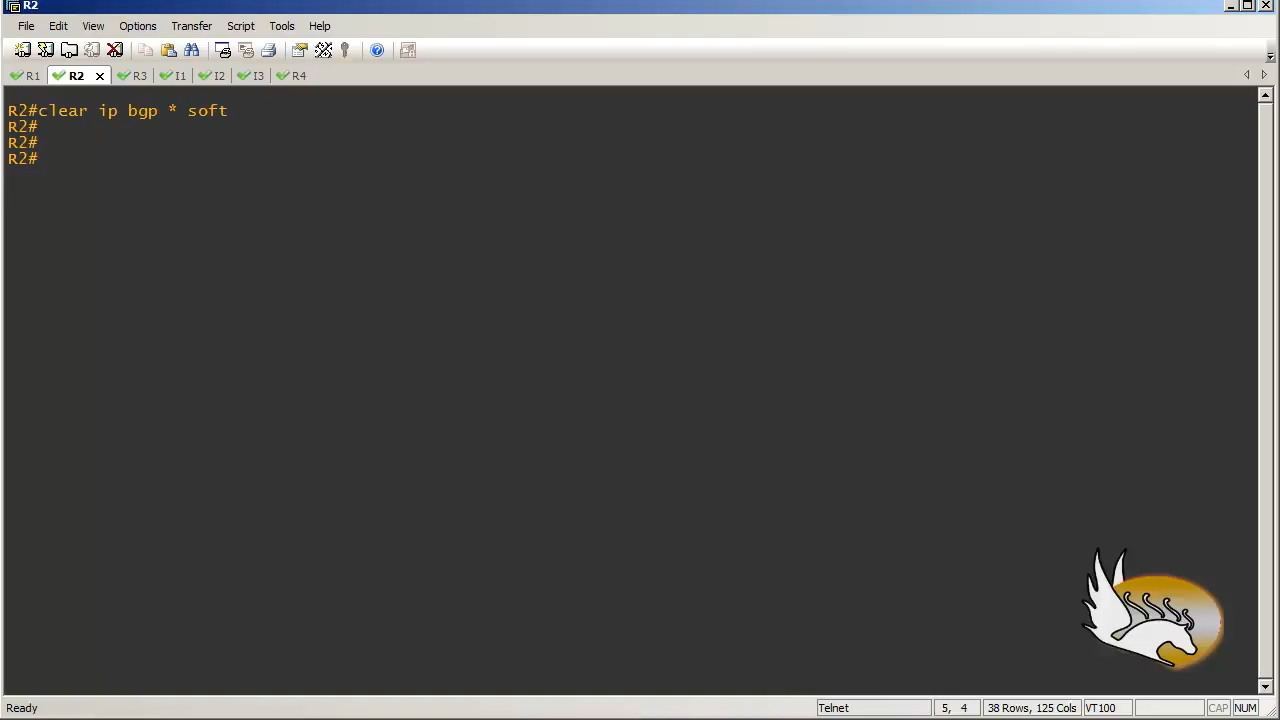 R2
File Edit View Options Transfer Script Tools Help
R1 R2 R3 I1 I2 I3 R4
R2#clear ip bgp * soft
R2#
R2#
R2#
Ready Telnet 5, 4 38 Rows, 125 Cols VT100 CAP NUM